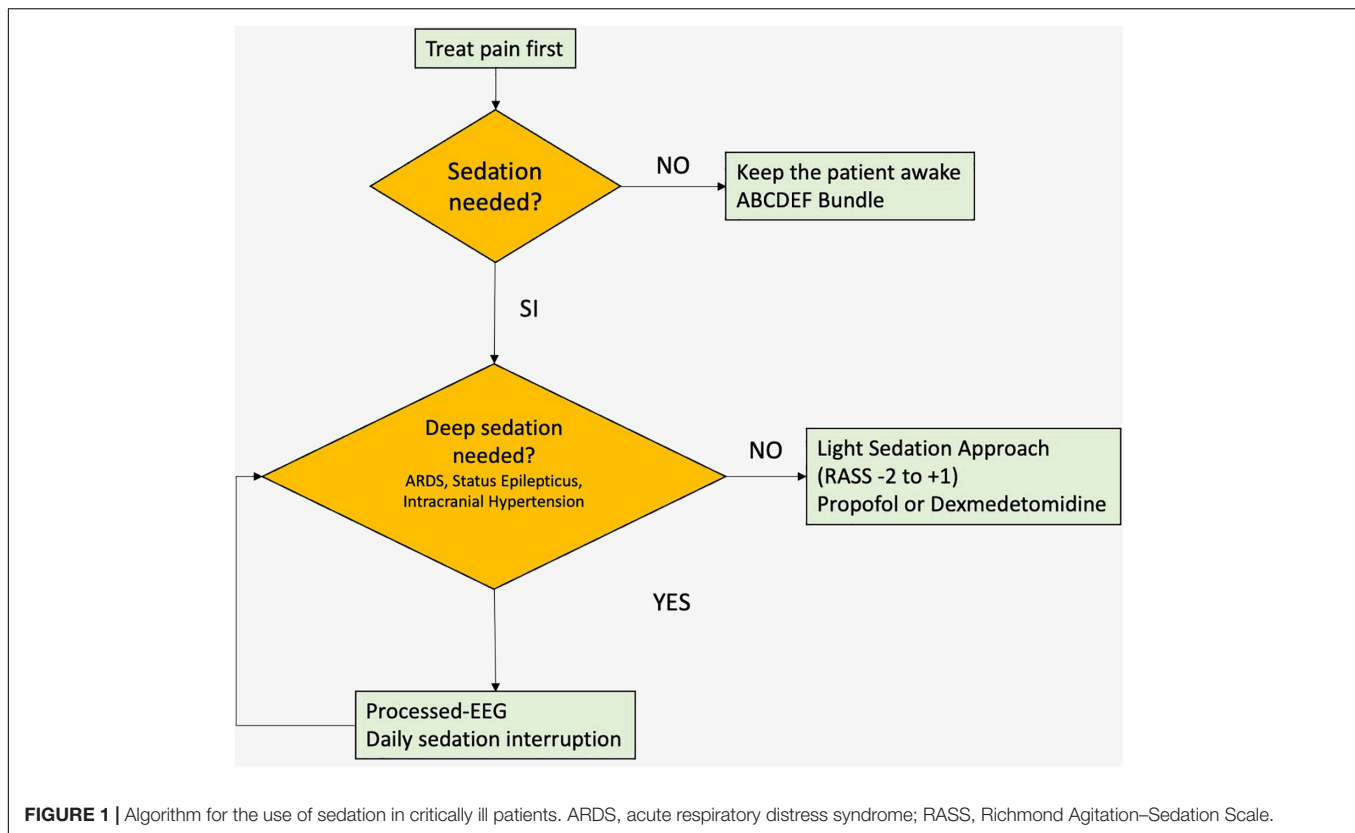 Treat pain first
Sedation
needed?
NO
Keep the patient awake
ABCDEF Bundle
SI
Deep sedation
needed?
ARDS, Status Epilepticus,
Intracranial Hypertension
NO
Light Sedation Approach
(RASS -2 to +1)
Propofol or Dexmedetomidine
YES
Processed-EEG
Daily sedation interruption
FIGURE 1 | Algorithm for the use of sedation in critically ill patients. ARDS, acute respiratory distress syndrome; RASS, Richmond Agitation–Sedation Scale.